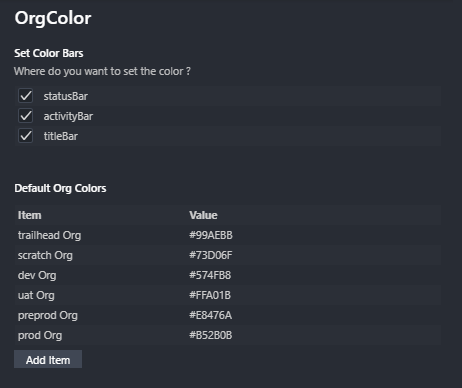 OrgColor
Set Color Bars
Where do you want to set the color ?
statusBar
activityBar
titleBar
Default Org Colors
Item Value
trailhead Org #99AEBB
scratch Org #73D06F
dev Org #574FB8
uat Org #FFA01B
preprod Org #E8476A
prod Org #B52B0B
Add Item